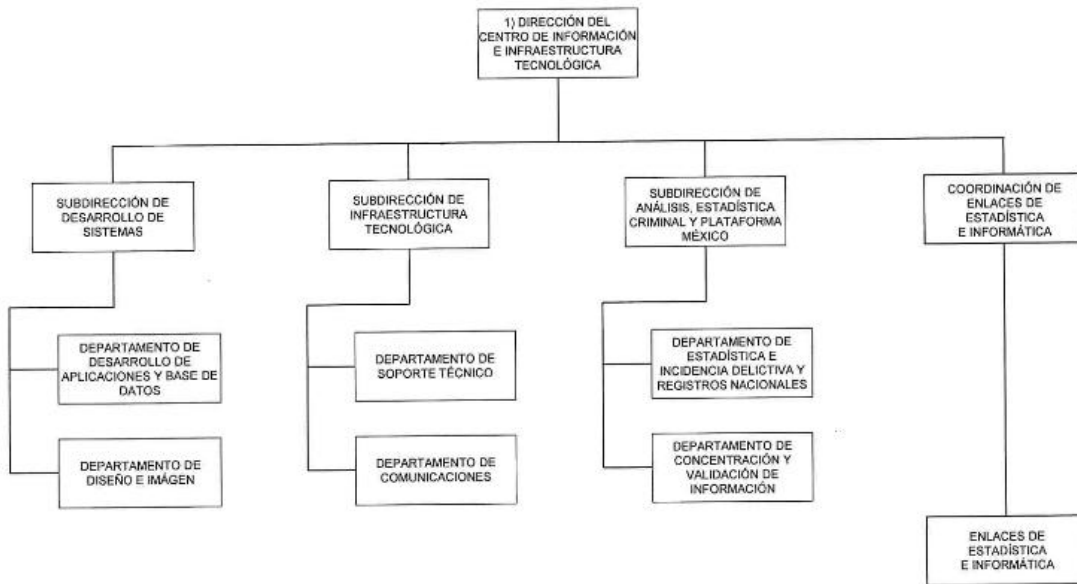 1) DIRECCIÓN DEL
CENTRO DE INFORMACIÓN
E INFRAESTRUCTURA
TECNOLÓGICA
SUBDIRECCIÓN DE
DESARROLLO DE
SISTEMAS
SUBDIRECCIÓN DE
INFRAESTRUCTURA
TECNOLÓGICA
SUBDIRECCIÓN DE
ANÁLISIS, ESTADÍSTICA
CRIMINAL Y PLATAFORMA
MÉXICO
COORDINACIÓN DE
ENLACES DE
ESTADÍSTICA
E INFORMÁTICA
DEPARTAMENTO DE
DESARROLLO DE
APLICACIONES Y BASE DE
DATOS
DEPARTAMENTO DE
SOPORTE TÉCNICO
DEPARTAMENTO DE
ESTADÍSTICA E
INCIDENCIA DELICTIVA Y
REGISTROS NACIONALES
DEPARTAMENTO DE
DISEÑO E IMÁGEN
DEPARTAMENTO DE
COMUNICACIONES
DEPARTAMENTO DE
CONCENTRACIÓN Y
VALIDACIÓN DE
INFORMACIÓN
ENLACES DE
ESTADÍSTICA
E INFORMÁTICA